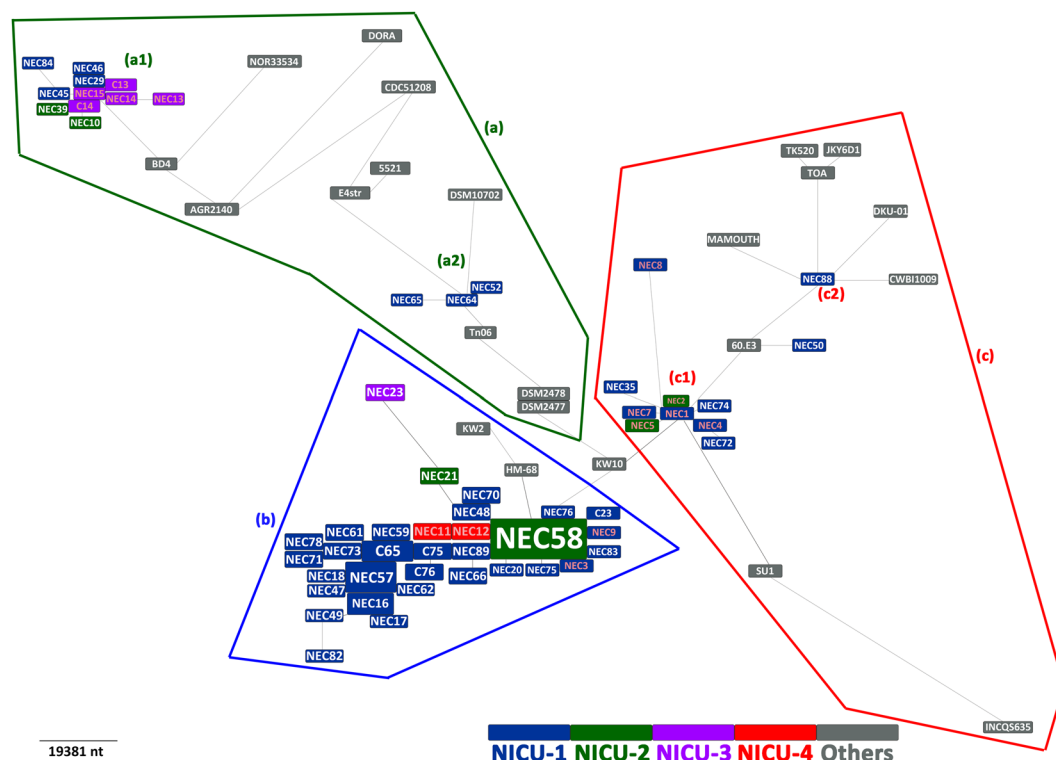 DORA
NOR33534
CDC51208
(a1)
NEC84
NEC46
NEC29
C13
NEC45
NEC15
NEC14
NEC13
NEC39
C14
NEC10
(a)
BD4
5521
E4str
AGR2140
DSM10702
(a2)
NEC52
NEC65
NEC64
Tn06
DSM2478
DSM2477
TK520
JKY6D1
TOA
DKU-01
MAMOUTH
NEC8
NEC88
CWBI1009
(c2)
60.E3
NEC50
(c)
(c1)
NEC35
NEC2
NEC7
NEC1
NEC74
NEC5
NEC4
NEC72
KW2
KW10
HM-68
NEC23
NEC21
NEC70
NEC48
NEC76
C23
(b)
NEC61
NEC59
NEC11
NEC12
NEC58
NEC9
NEC78
NEC73
C65
C75
NEC89
NEC83
NEC71
NEC3
NEC18
NEC57
C76
NEC66
NEC20
NEC75
NEC47
NEC62
NEC16
NEC49
NEC17
NEC82
SU1
INCQS635
19381 nt
NICU-1 NICU-2 NICU-3 NICU-4 Others